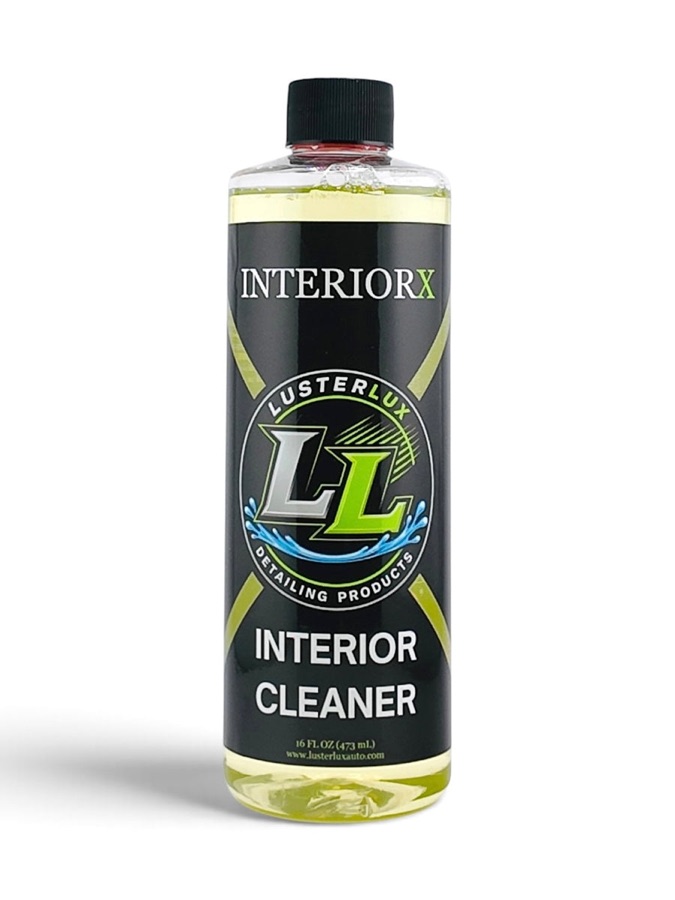 INTERIORX
LUSTERLUX
LL
DETAILING PRODUCTS
INTERIOR
CLEANER
16 FL OZ (473 mL)
www.lusterluxauto.com